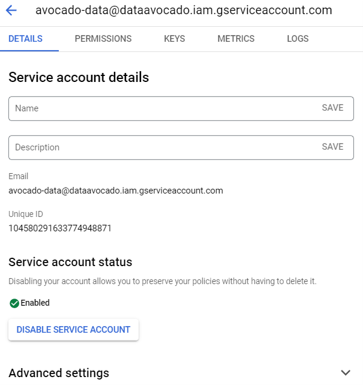 avocado-data@dataavocado.iam.gserviceaccount.com
DETAILS PERMISSIONS KEYS METRICS LOGS
Service account details
Name SAVE
Description SAVE
Email
avocado-data@dataavocado.iam.gserviceaccount.com
Unique ID
104580291633774948871
Service account status
Disabling your account allows you to preserve your policies without having to delete it.
Enabled
DISABLE SERVICE ACCOUNT
Advanced settings